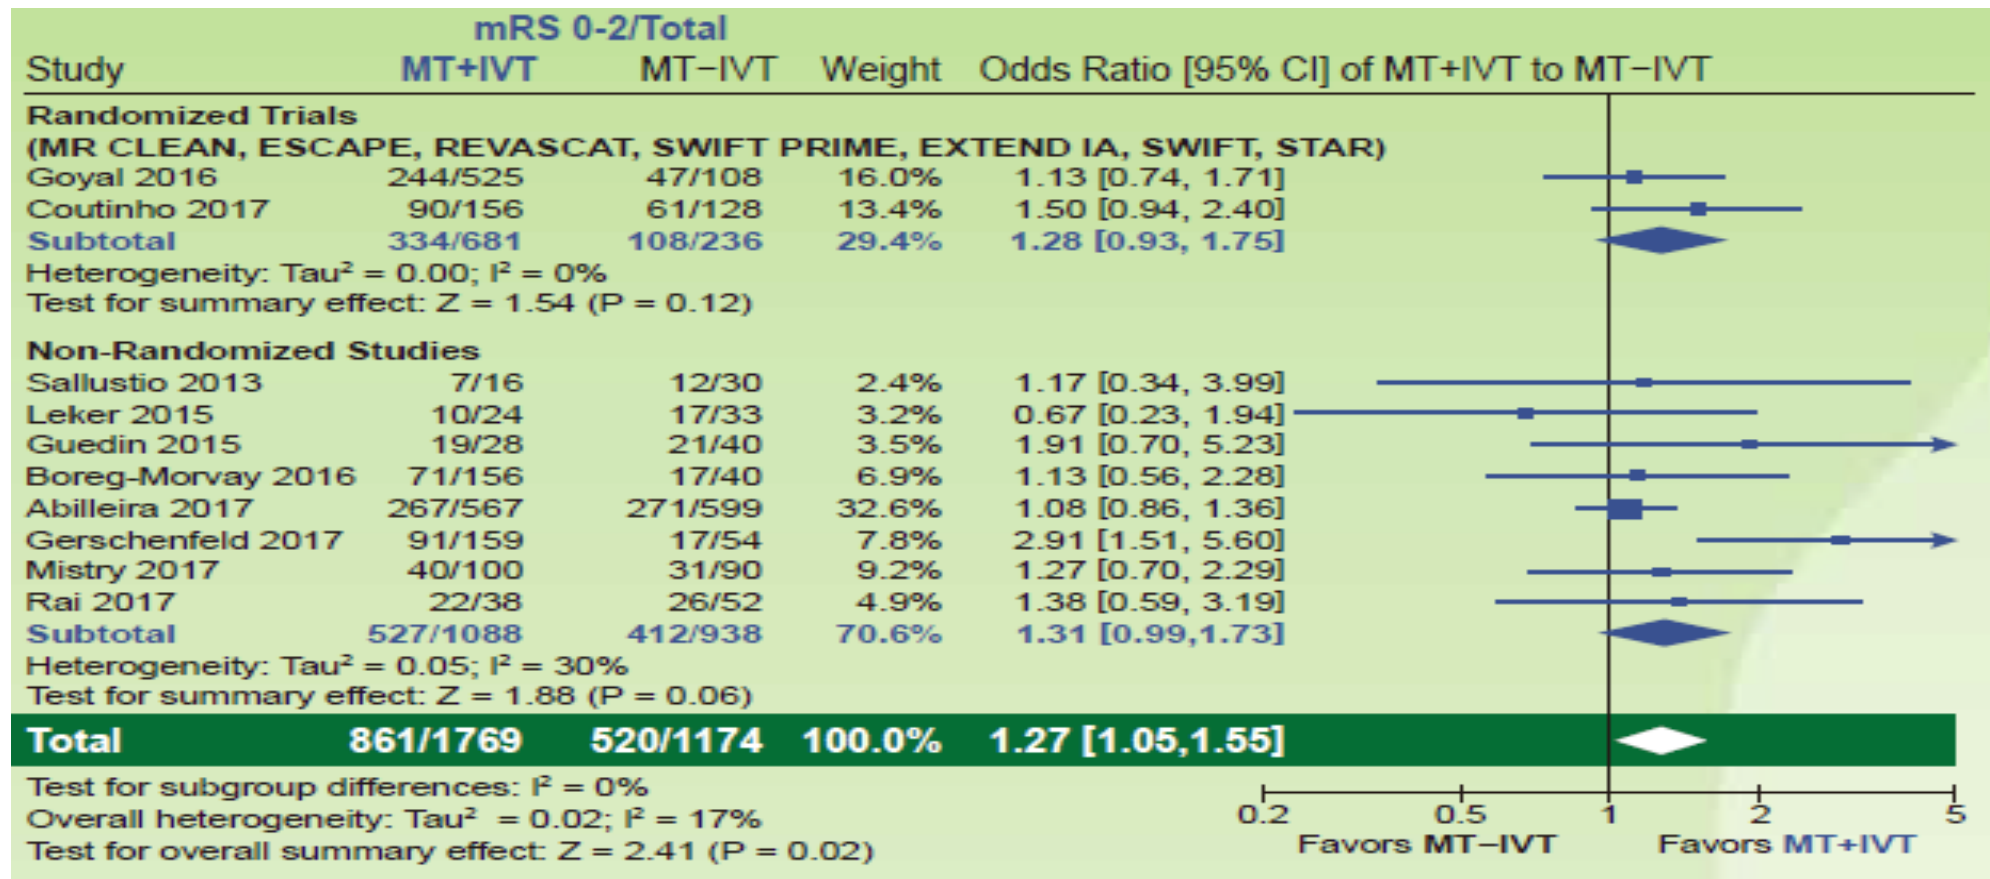 mRS 0-2/Total
Study MT+IVT MT−IVT Weight Odds Ratio [95% CI] of MT+IVT to MT−IVT
Randomized Trials
(MR CLEAN, ESCAPE, REVASCAT, SWIFT PRIME, EXTEND IA, SWIFT, STAR)
Goyal 2016 244/525 47/108 16.0% 1.13 [0.74, 1.71]
Coutinho 2017 90/156 61/128 13.4% 1.50 [0.94, 2.40]
Subtotal 334/681 108/236 29.4% 1.28 [0.93, 1.75]
Heterogeneity: Tau² = 0.00; I² = 0%
Test for summary effect: Z = 1.54 (P = 0.12)
Non-Randomized Studies
Sallustio 2013 7/16 12/30 2.4% 1.17 [0.34, 3.99]
Leker 2015 10/24 17/33 3.2% 0.67 [0.23, 1.94]
Guedin 2015 19/28 21/40 3.5% 1.91 [0.70, 5.23]
Boreg-Morvay 2016 71/156 17/40 6.9% 1.13 [0.56, 2.28]
Abilleira 2017 267/567 271/599 32.6% 1.08 [0.86, 1.36]
Gerschenfeld 2017 91/159 17/54 7.8% 2.91 [1.51, 5.60]
Mistry 2017 40/100 31/90 9.2% 1.27 [0.70, 2.29]
Rai 2017 22/38 26/52 4.9% 1.38 [0.59, 3.19]
Subtotal 527/1088 412/938 70.6% 1.31 [0.99,1.73]
Heterogeneity: Tau² = 0.05; I² = 30%
Test for summary effect: Z = 1.88 (P = 0.06)
Total 861/1769 520/1174 100.0% 1.27 [1.05,1.55]
Test for subgroup differences: I² = 0%
Overall heterogeneity: Tau² = 0.02; I² = 17%
Test for overall summary effect: Z = 2.41 (P = 0.02)
0.2 0.5 1 2 5
Favors MT−IVT Favors MT+IVT